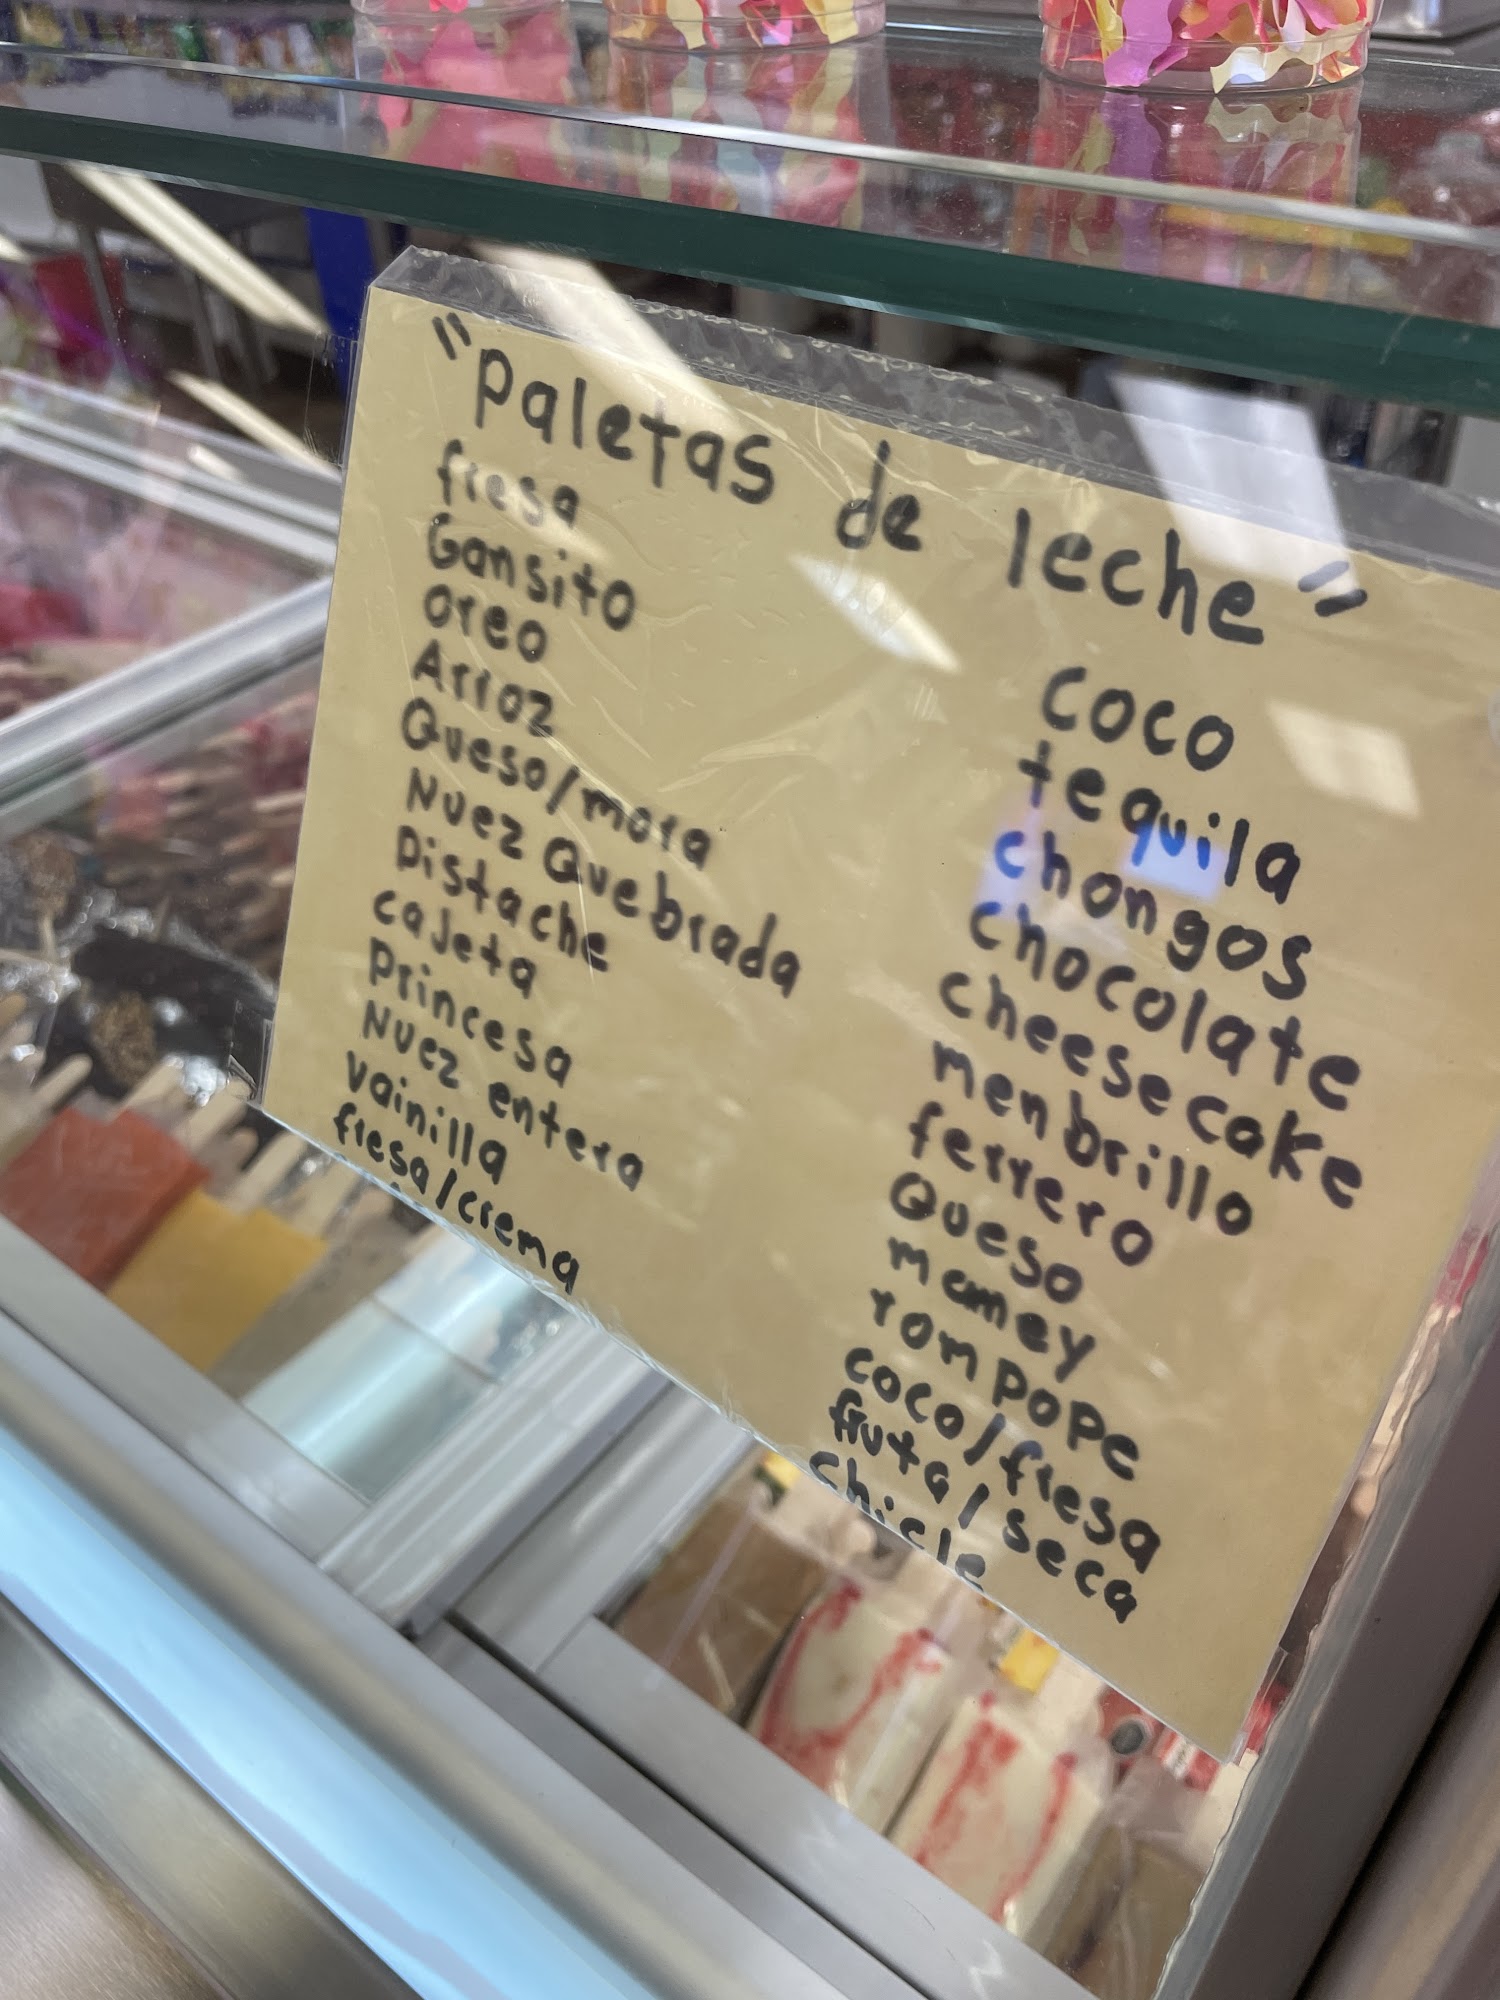 "Paletas de leche"
fresa
Gansito
oreo
Arroz
Queso/mora
Nuez Quebrada
Pistache
cajeta
Princesa
Nuez entera
vainilla
fresa/crema
coco
tequila
chongos
chocolate
cheesecake
menbrillo
ferrero
Queso
mamey
rompope
coco/fresa
fruta/seca
chicle